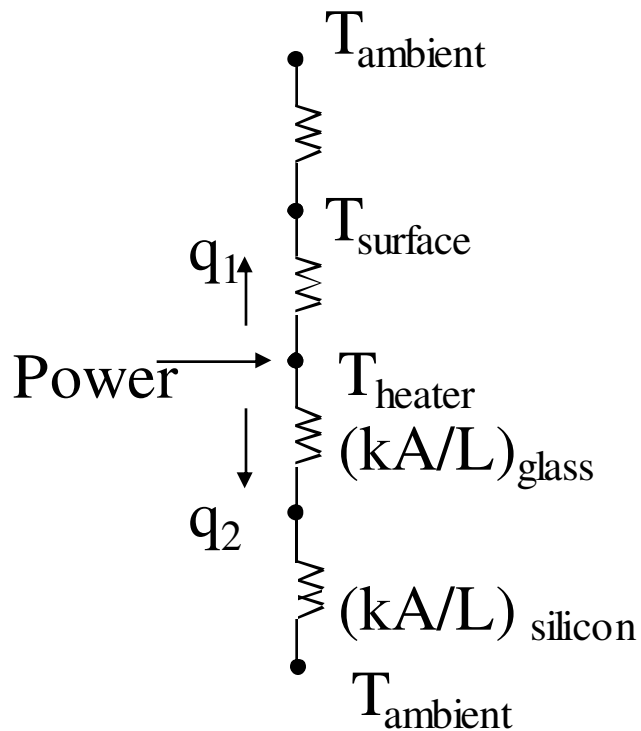 T_ambient
T_surface
q_1
Power
T_heater
(kA/L)_glass
q_2
(kA/L) _silicon
T_ambient